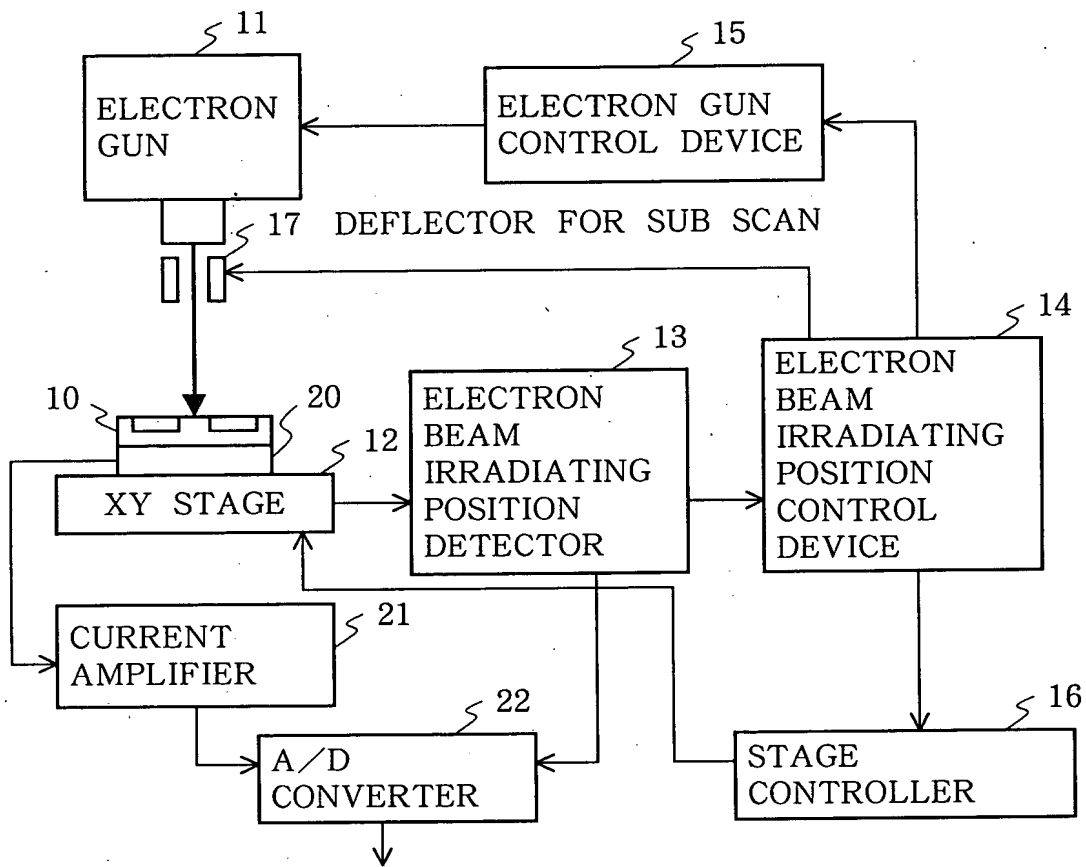 11
ELECTRON
GUN
15
ELECTRON GUN
CONTROL DEVICE
17 DEFLECTOR FOR SUB SCAN
14
ELECTRON
BEAM
IRRADIATING
POSITION
CONTROL
DEVICE
13
ELECTRON
BEAM
IRRADIATING
POSITION
DETECTOR
10
20
12
XY STAGE
21
CURRENT
AMPLIFIER
22
A/D
CONVERTER
16
STAGE
CONTROLLER